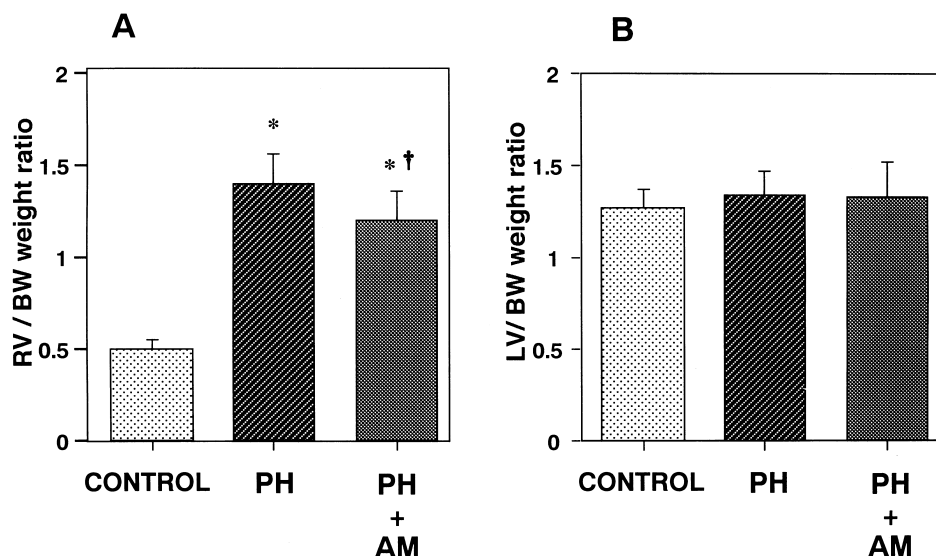 A
RV / BW weight ratio
2
1.5
1
0.5
0
*
* †
CONTROL
PH
PH
+
AM
B
LV/ BW weight ratio
2
1.5
1
0.5
0
CONTROL
PH
PH
+
AM